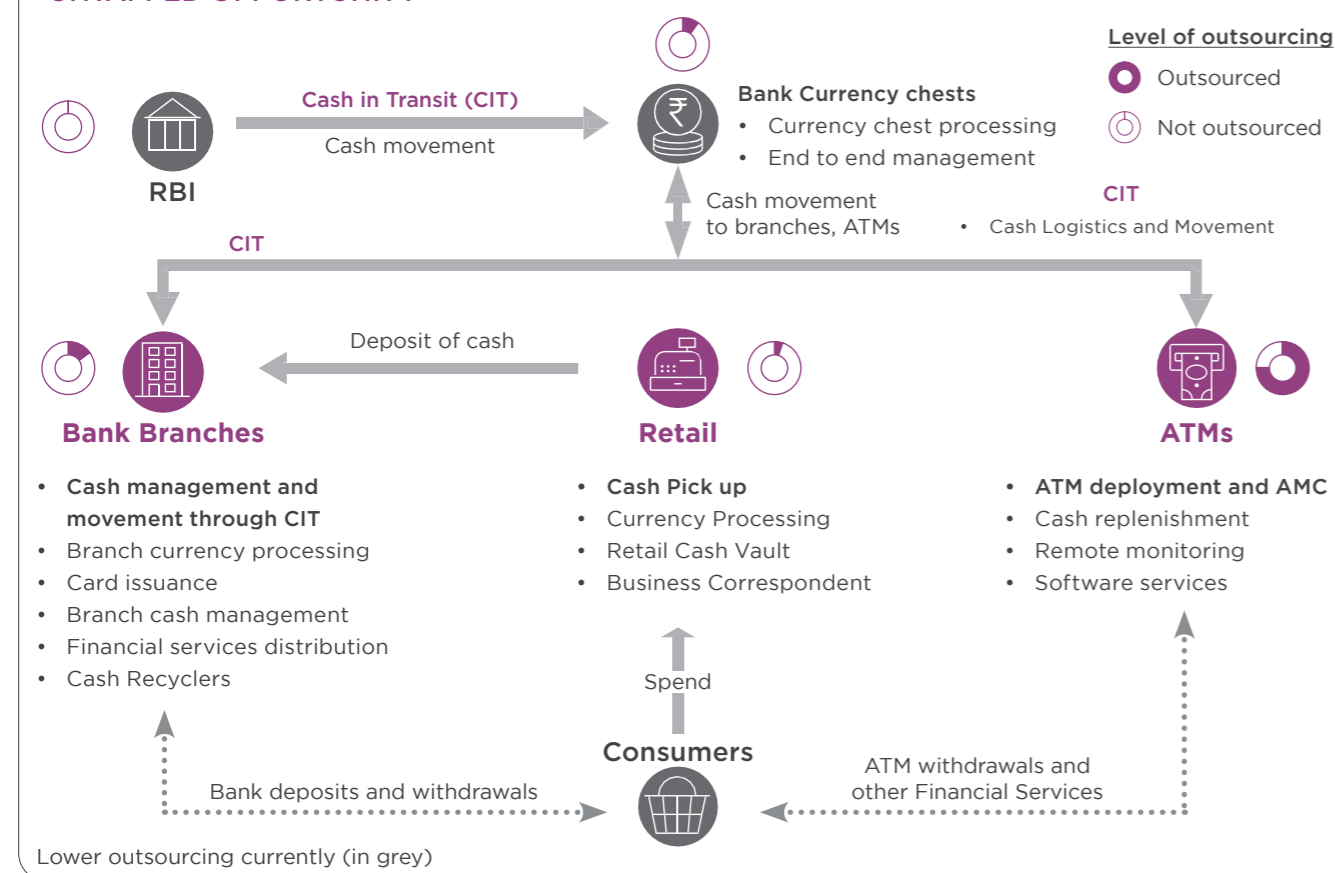 Level of outsourcing
Outsourced
Not outsourced
Cash in Transit (CIT)
Cash movement
RBI
₹
Bank Currency chests
• Currency chest processing
• End to end management
Cash movement
to branches, ATMs
CIT
• Cash Logistics and Movement
CIT
Deposit of cash
Bank Branches
• Cash management and
movement through CIT
• Branch currency processing
• Card issuance
• Branch cash management
• Financial services distribution
• Cash Recyclers
Retail
• Cash Pick up
• Currency Processing
• Retail Cash Vault
• Business Correspondent
ATMs
• ATM deployment and AMC
• Cash replenishment
• Remote monitoring
• Software services
Spend
Consumers
Bank deposits and withdrawals
ATM withdrawals and
other Financial Services
Lower outsourcing currently (in grey)